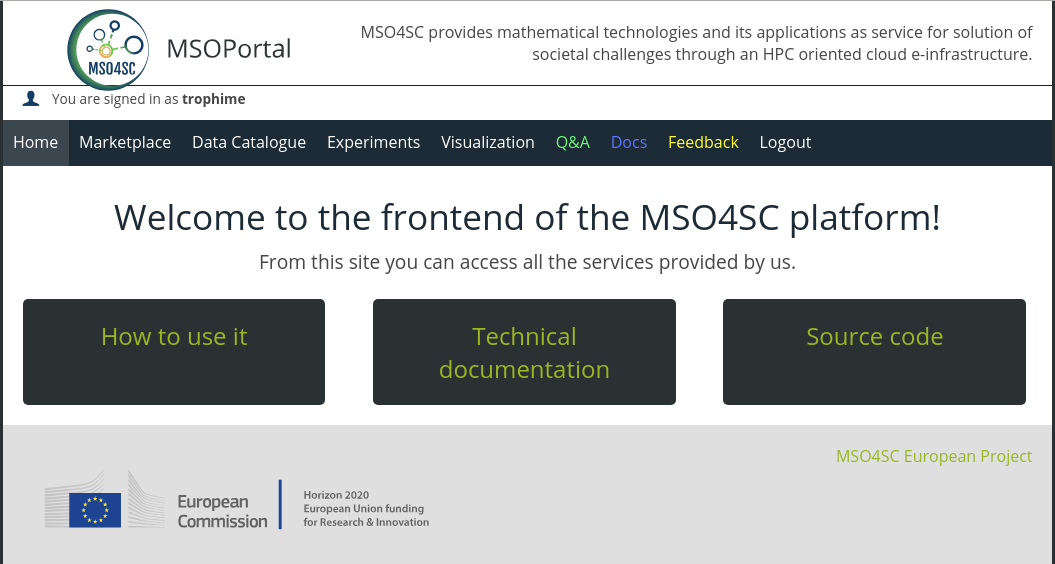 MSO4SC
MSOPortal
MSO4SC provides mathematical technologies and its applications as service for solution of
societal challenges through an HPC oriented cloud e-infrastructure.
You are signed in as trophime
Home Marketplace Data Catalogue Experiments Visualization Q&A Docs Feedback Logout
Welcome to the frontend of the MSO4SC platform!
From this site you can access all the services provided by us.
How to use it
Technical
documentation
Source code
MSO4SC European Project
European
Commission
Horizon 2020
European Union funding
for Research & Innovation